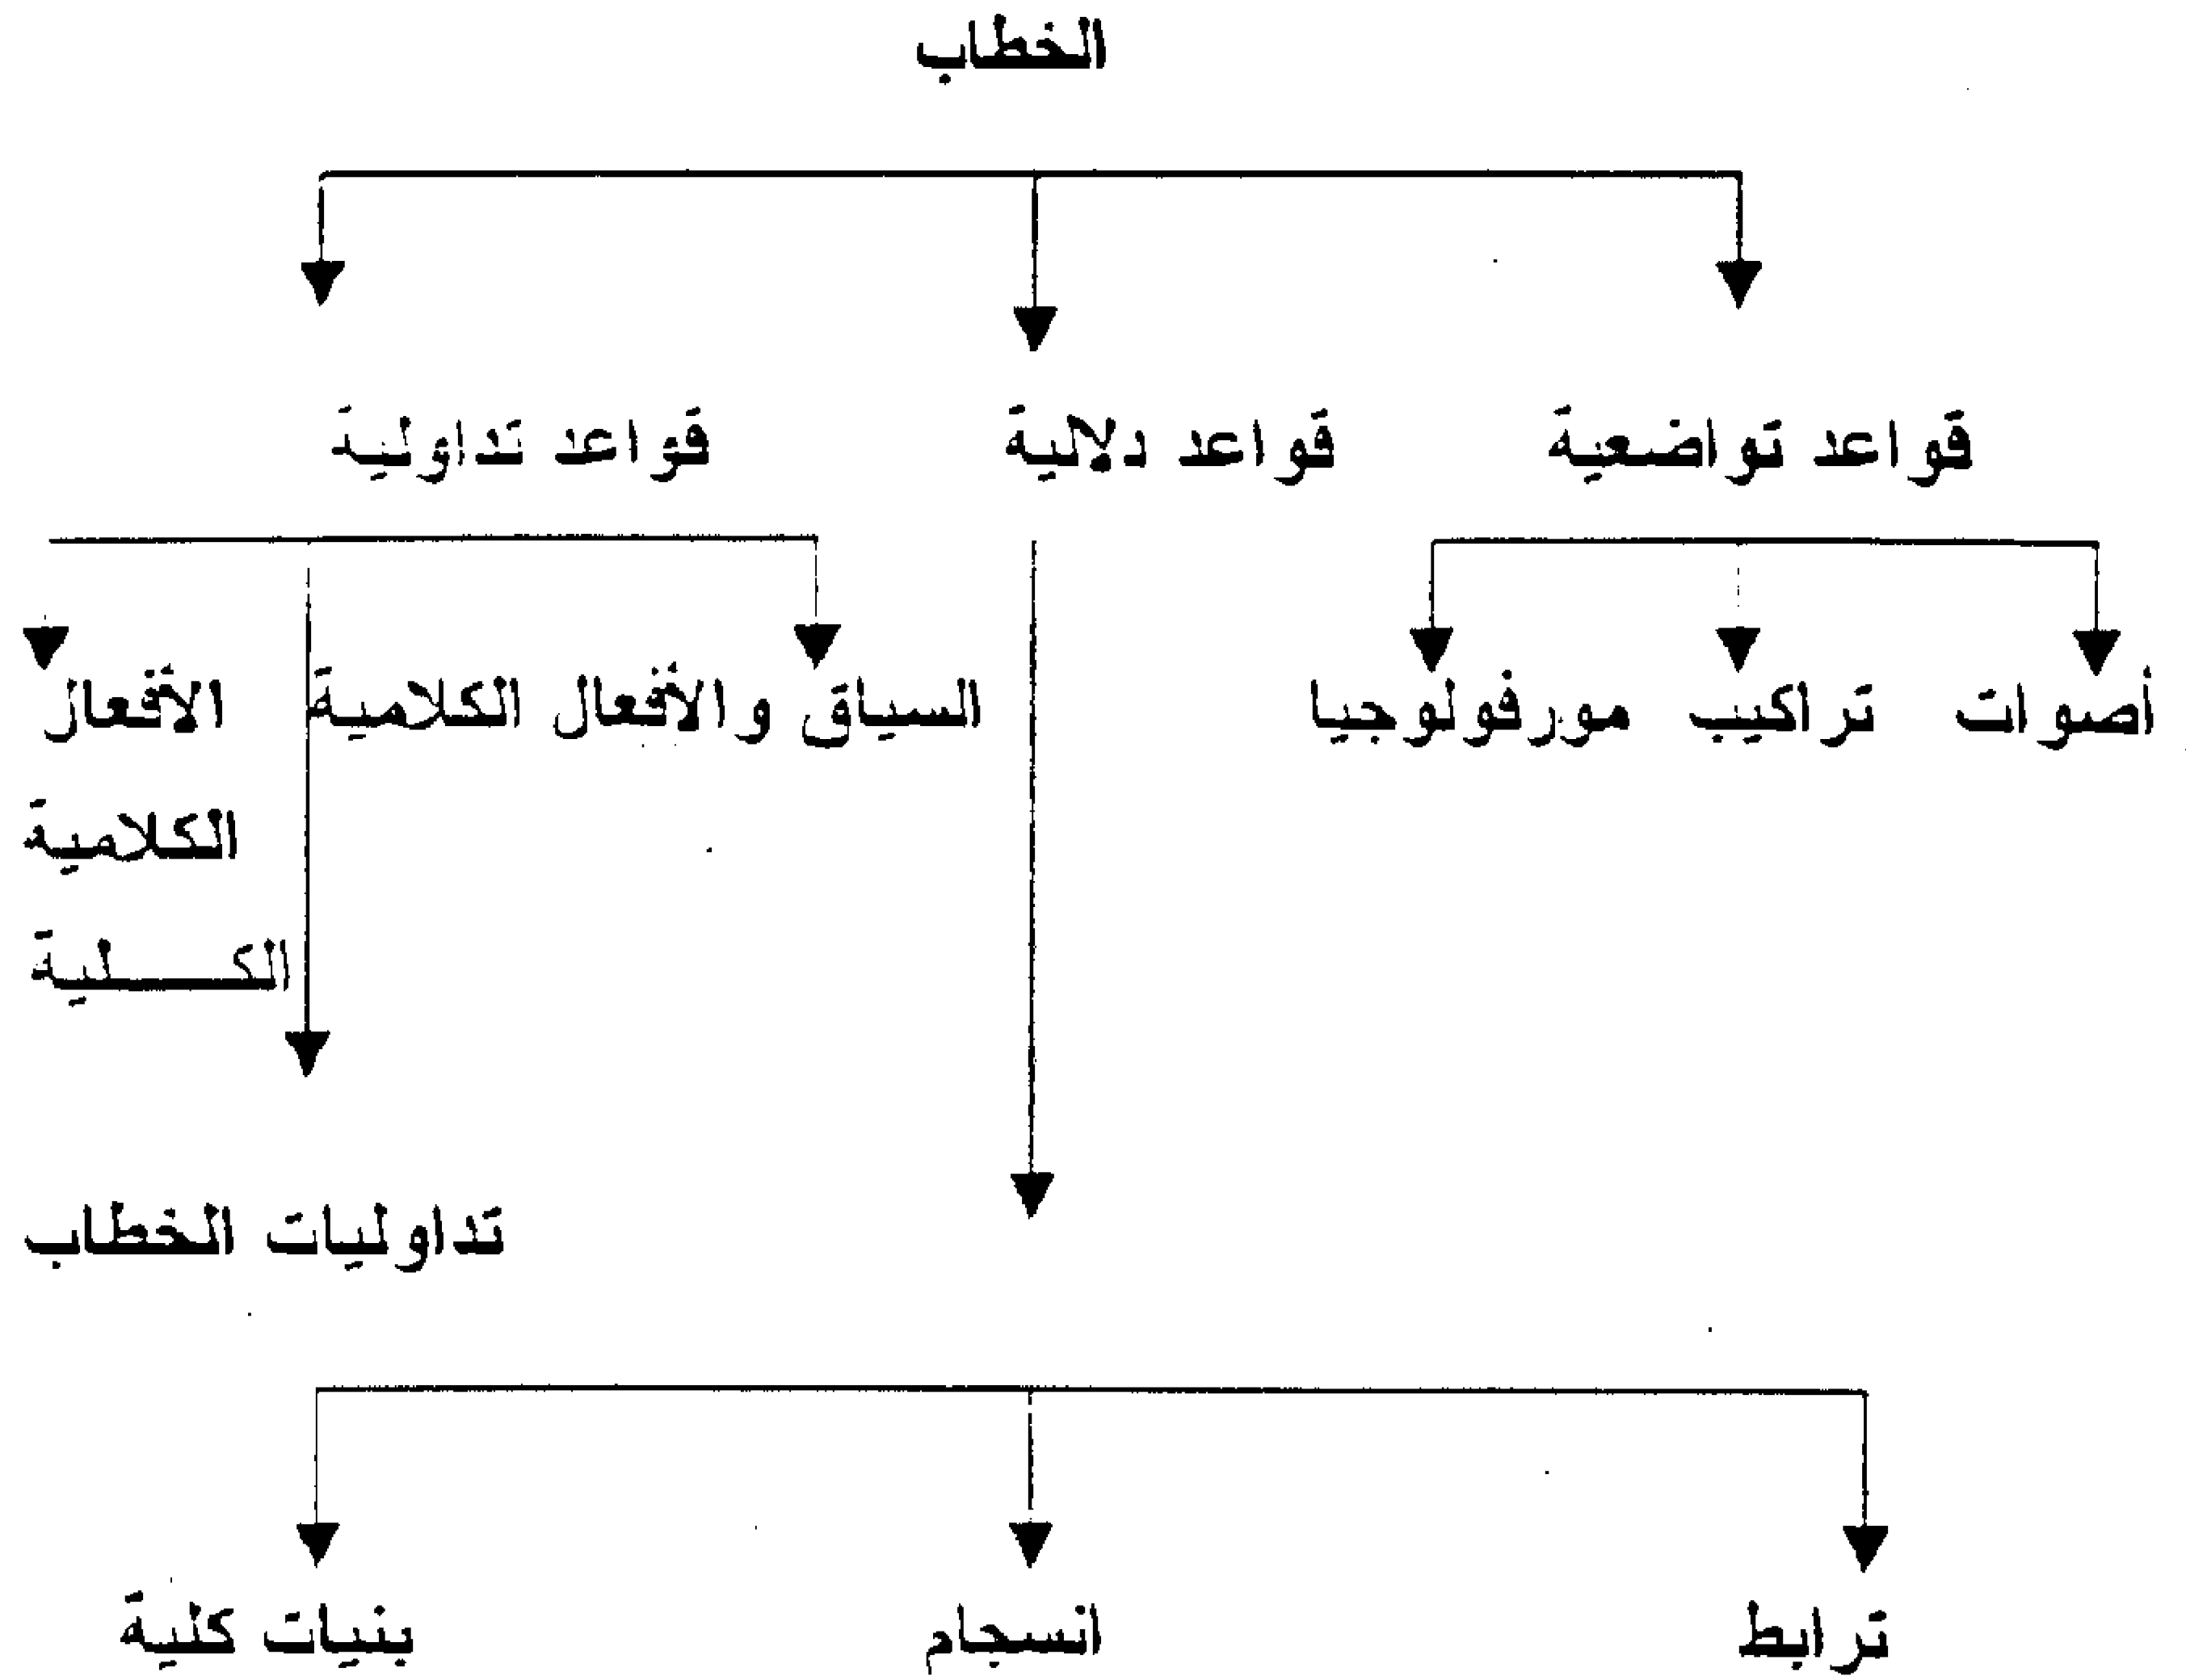 الخطاب
قواعد تواضعية قواعد دلالية قواعد تداولية
أصوات تراكيب مورفولوجيا السياق والأفعال الكلامية الأفعال
الكلامية
الكـــلية
تداوليات الخطاب
ترابط انسجام بنيات كلية